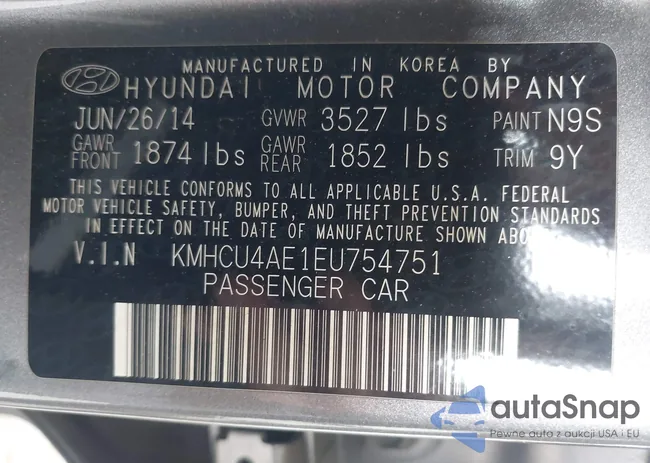 MANUFACTURED IN KOREA BY
HYUNDAI MOTOR COMPANY
JUN/26/14 GVWR 3527 lbs PAINT N9S
GAWR FRONT 1874 lbs GAWR REAR 1852 lbs TRIM 9Y
THIS VEHICLE CONFORMS TO ALL APPLICABLE U.S.A. FEDERAL
MOTOR VEHICLE SAFETY, BUMPER, AND THEFT PREVENTION STANDARDS
IN EFFECT ON THE DATE OF MANUFACTURE SHOWN ABO
V.I.N KMHCU4AE1EU754751
PASSENGER CAR
autaSnap
Pewne auto z aukcji USA i EU